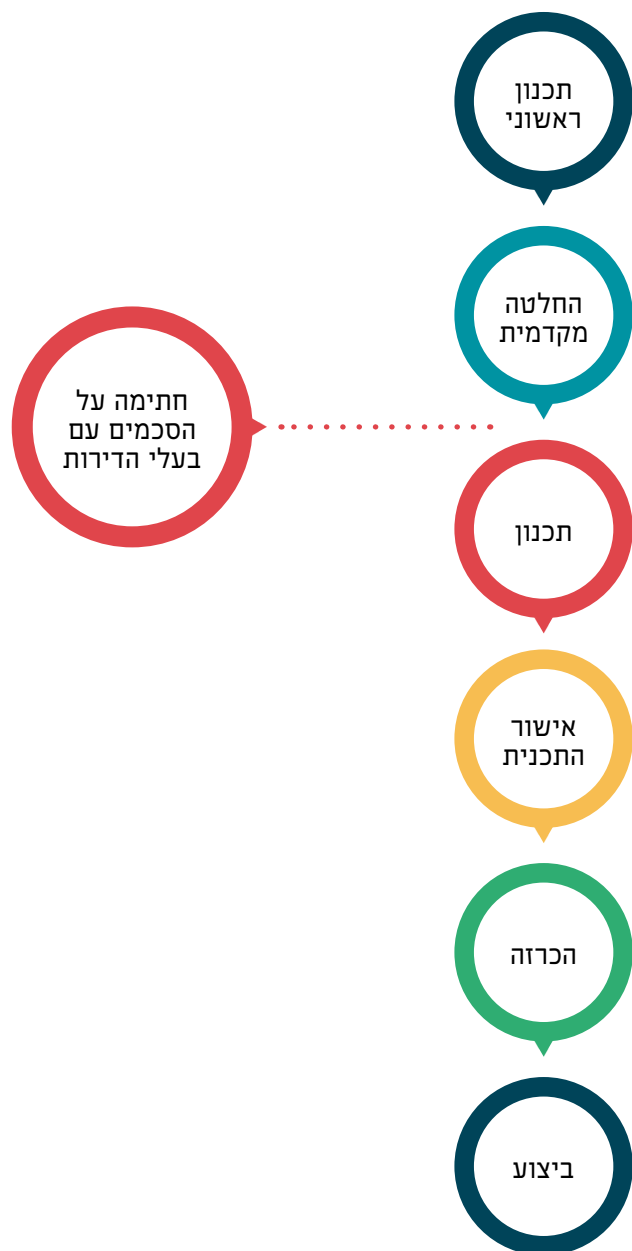 תכנון
ראשוני
החלטה
מקדמית
חתימה על
הסכמים עם
בעלי הדירות
תכנון
אישור
התכנית
הכרזה
ביצוע